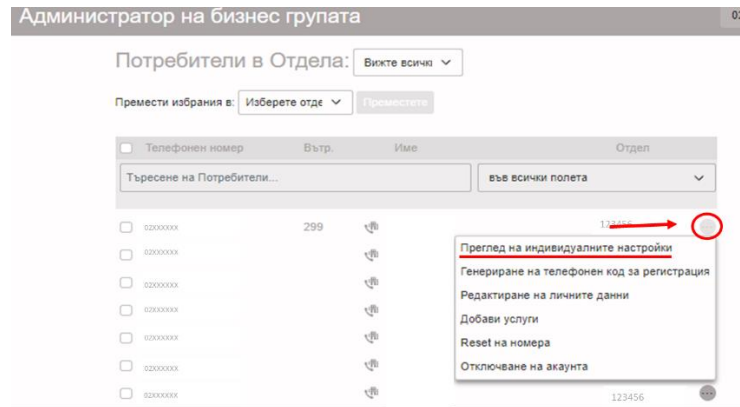 Администратор на бизнес групата
02
Потребители в Отдела: Вижте всички
Премести избрания в: Изберете отде Преместете
Телефонен номер Вътр. Име Отдел
Търсене на Потребители... във всички полета
02XXXXXX 299 123456
02XXXXXX
Преглед на индивидуалните настройки
Генериране на телефонен код за регистрация
02XXXXXX
Редактиране на личните данни
02XXXXXX
Добави услуги
02XXXXXX
Reset на номера
02XXXXXX
Отключване на акаунта
02XXXXXX 123456